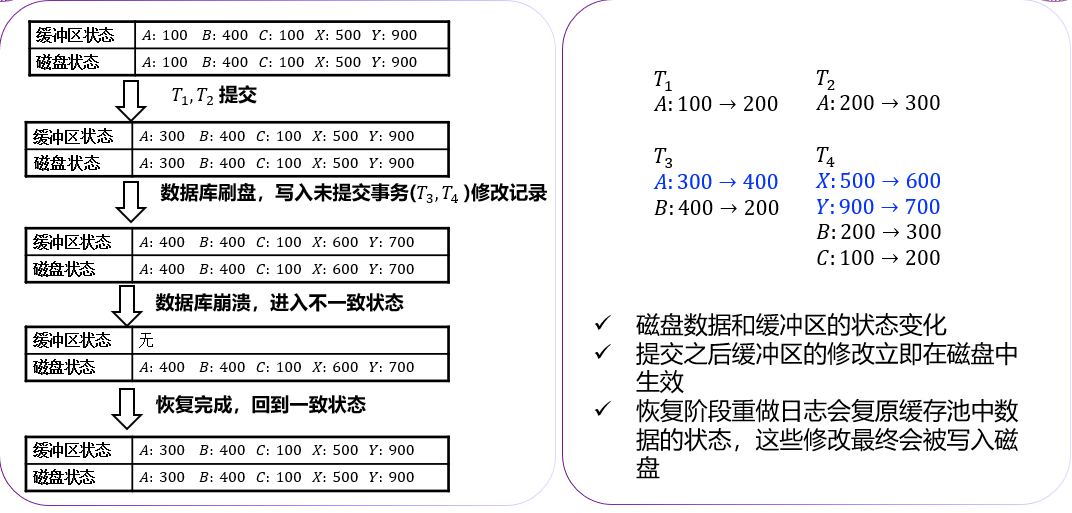 缓冲区状态 A: 100 B: 400 C: 100 X: 500 Y: 900
磁盘状态 A: 100 B: 400 C: 100 X: 500 Y: 900
T₁, T₂ 提交
缓冲区状态 A: 300 B: 400 C: 100 X: 500 Y: 900
磁盘状态 A: 300 B: 400 C: 100 X: 500 Y: 900
数据库刷盘，写入未提交事务(T₃, T₄ )修改记录
缓冲区状态 A: 400 B: 400 C: 100 X: 600 Y: 700
磁盘状态 A: 400 B: 400 C: 100 X: 600 Y: 700
数据库崩溃，进入不一致状态
缓冲区状态 无
磁盘状态 A: 400 B: 400 C: 100 X: 600 Y: 700
恢复完成，回到一致状态
缓冲区状态 A: 300 B: 400 C: 100 X: 500 Y: 900
磁盘状态 A: 300 B: 400 C: 100 X: 500 Y: 900
T₁
A: 100 → 200
T₂
A: 200 → 300
T₃
A: 300 → 400
B: 400 → 200
T₄
X: 500 → 600
Y: 900 → 700
B: 200 → 300
C: 100 → 200
✓ 磁盘数据和缓冲区的状态变化
✓ 提交之后缓冲区的修改立即在磁盘中
生效
✓ 恢复阶段重做日志会复原缓存池中数
据的状态，这些修改最终会被写入磁
盘